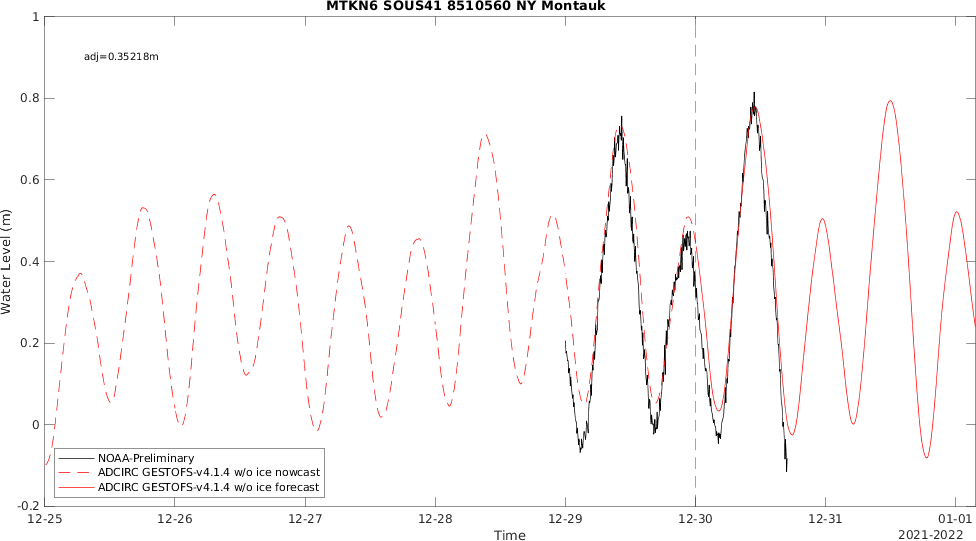 MTKN6 SOUS41 8510560 NY Montauk
adj=0.35218m
1
0.8
0.6
0.4
0.2
0
-0.2
Water Level (m)
NOAA-Preliminary
ADCIRC GESTOFS-v4.1.4 w/o ice nowcast
ADCIRC GESTOFS-v4.1.4 w/o ice forecast
12-25 12-26 12-27 12-28 12-29 12-30 12-31 01-01
Time
2021-2022